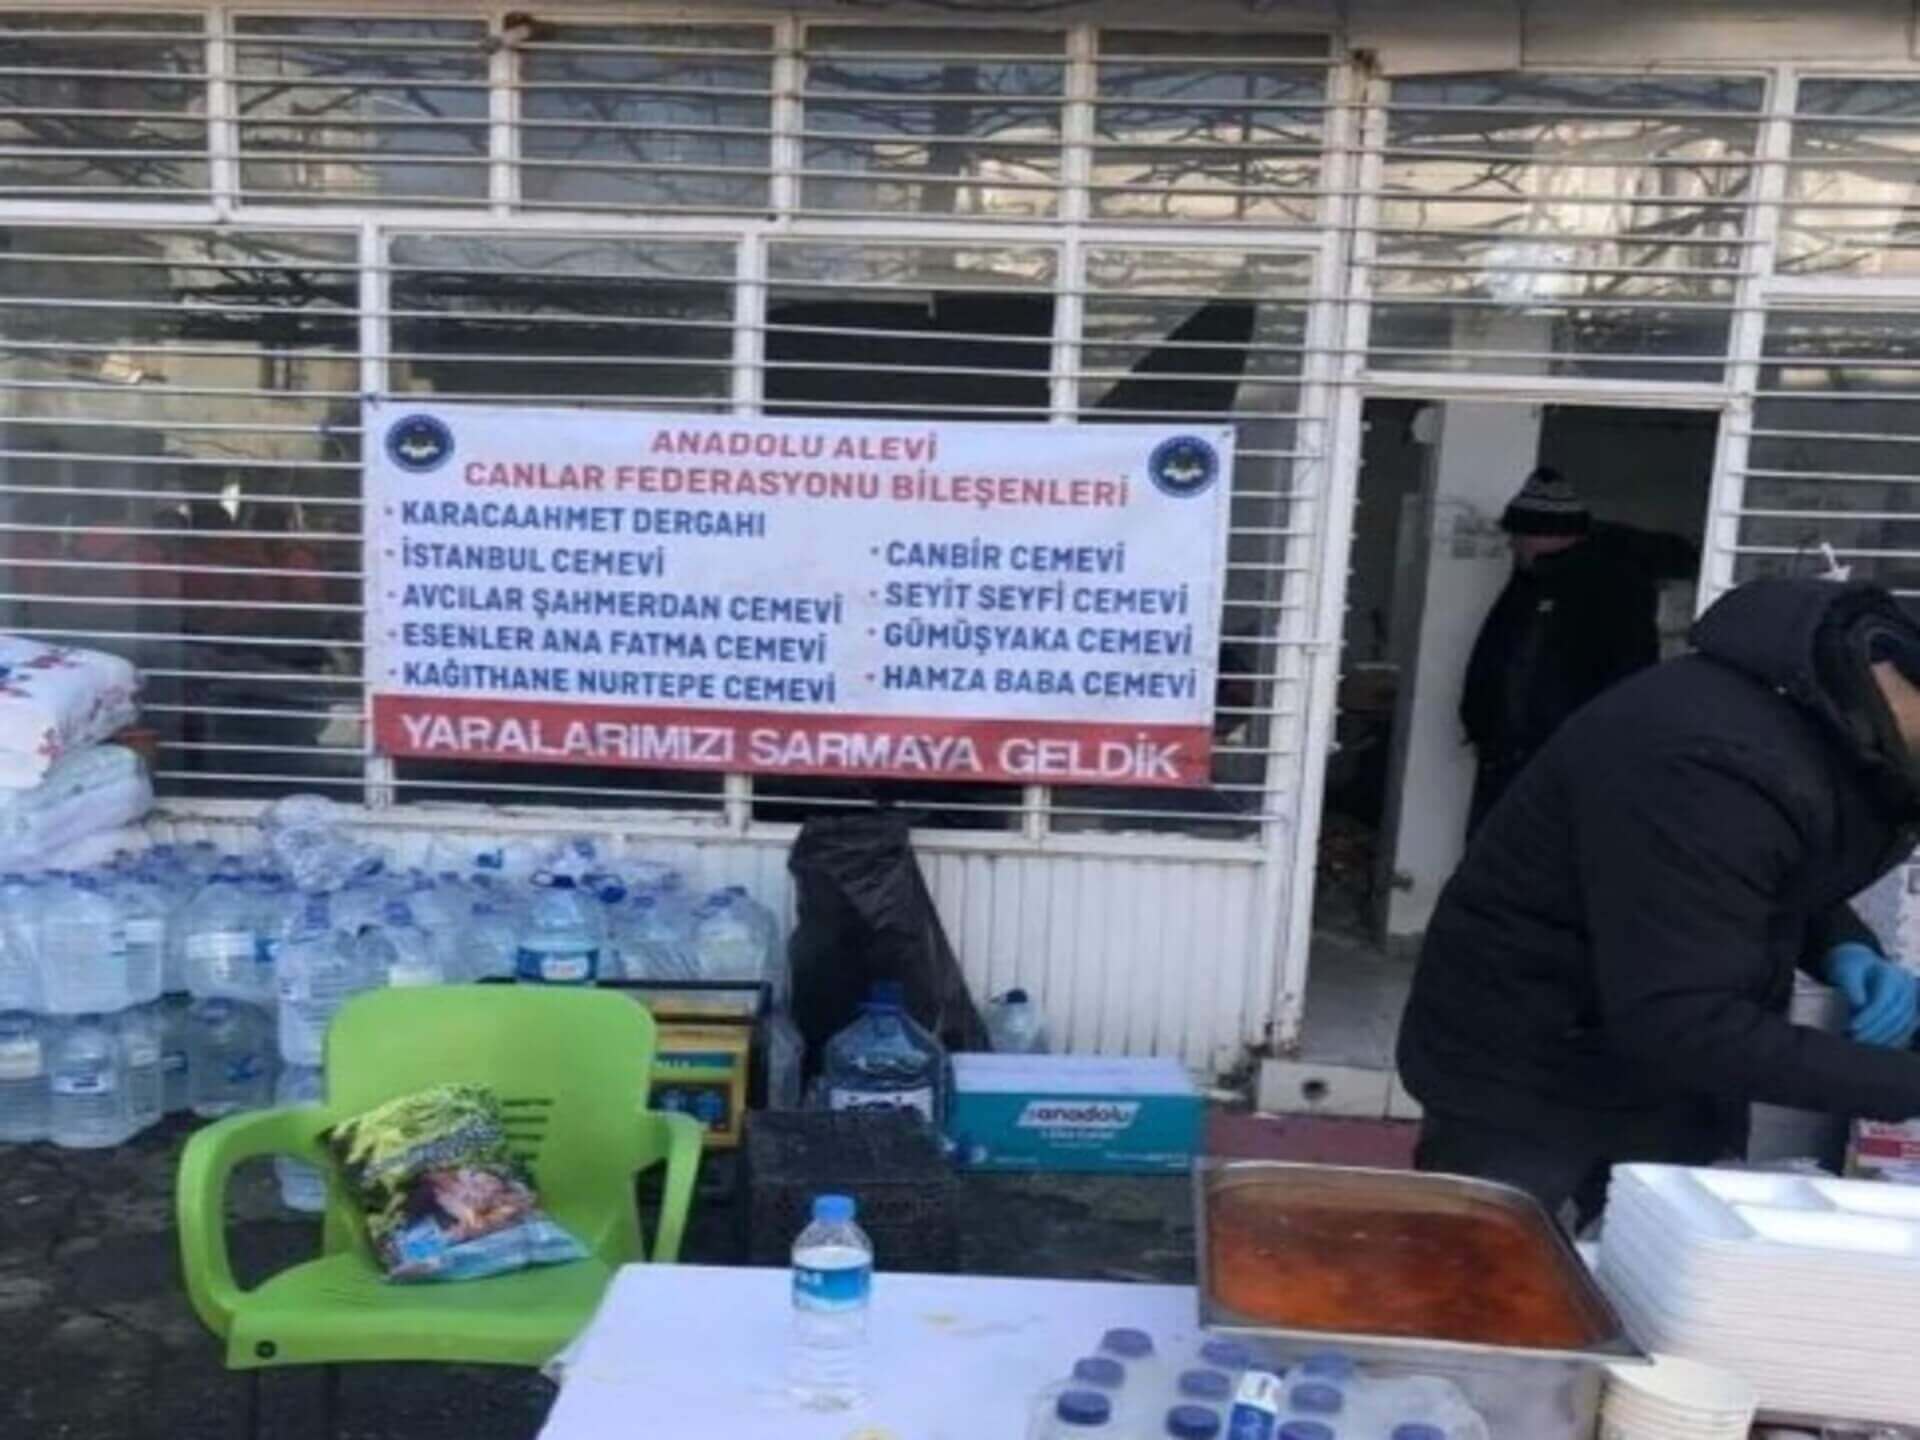 ANADOLU ALEVİ
CANLAR FEDERASYONU BİLEŞENLERİ
• KARACAAHMET DERGAHI
• İSTANBUL CEMEVİ
• AVCILAR ŞAHMERDAN CEMEVİ
• ESENLER ANA FATMA CEMEVİ
• KAĞITHANE NURTEPE CEMEVİ
• CANBİR CEMEVİ
• SEYİT SEYFİ CEMEVİ
• GÜMÜŞYAKA CEMEVİ
• HAMZA BABA CEMEVİ
YARALARIMIZI SARMAYA GELDİK
anadolu